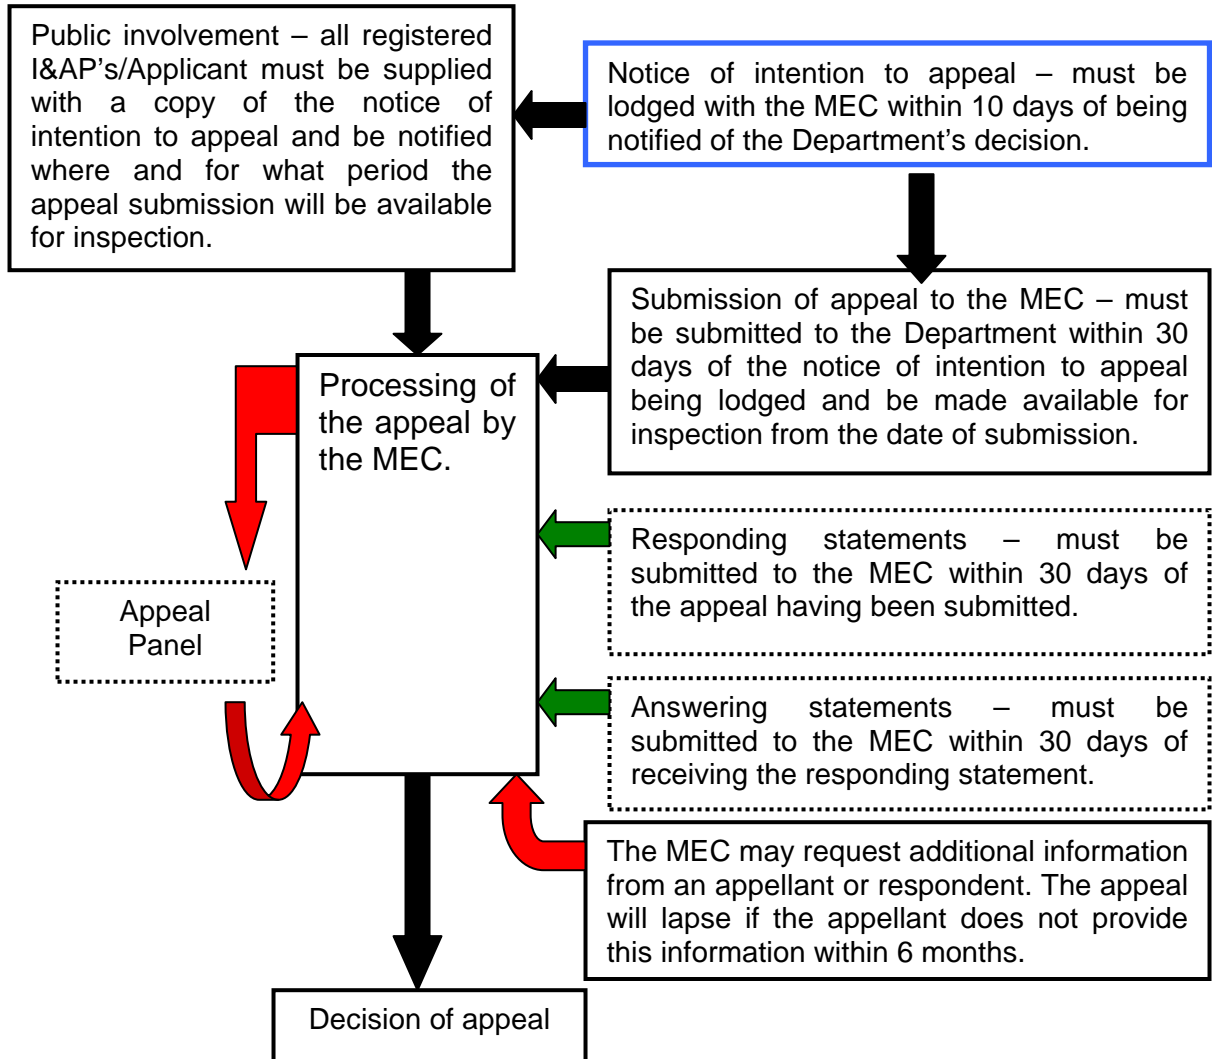 Public involvement – all registered
I&AP's/Applicant must be supplied
with a copy of the notice of
intention to appeal and be notified
where and for what period the
appeal submission will be available
for inspection.
Notice of intention to appeal – must be
lodged with the MEC within 10 days of being
notified of the Department's decision.
Submission of appeal to the MEC – must
be submitted to the Department within 30
days of the notice of intention to appeal
being lodged and be made available for
inspection from the date of submission.
Processing of
the appeal by
the MEC.
Responding statements – must be
submitted to the MEC within 30 days of
the appeal having been submitted.
Appeal
Panel
Answering statements – must be
submitted to the MEC within 30 days of
receiving the responding statement.
The MEC may request additional information
from an appellant or respondent. The appeal
will lapse if the appellant does not provide
this information within 6 months.
Decision of appeal